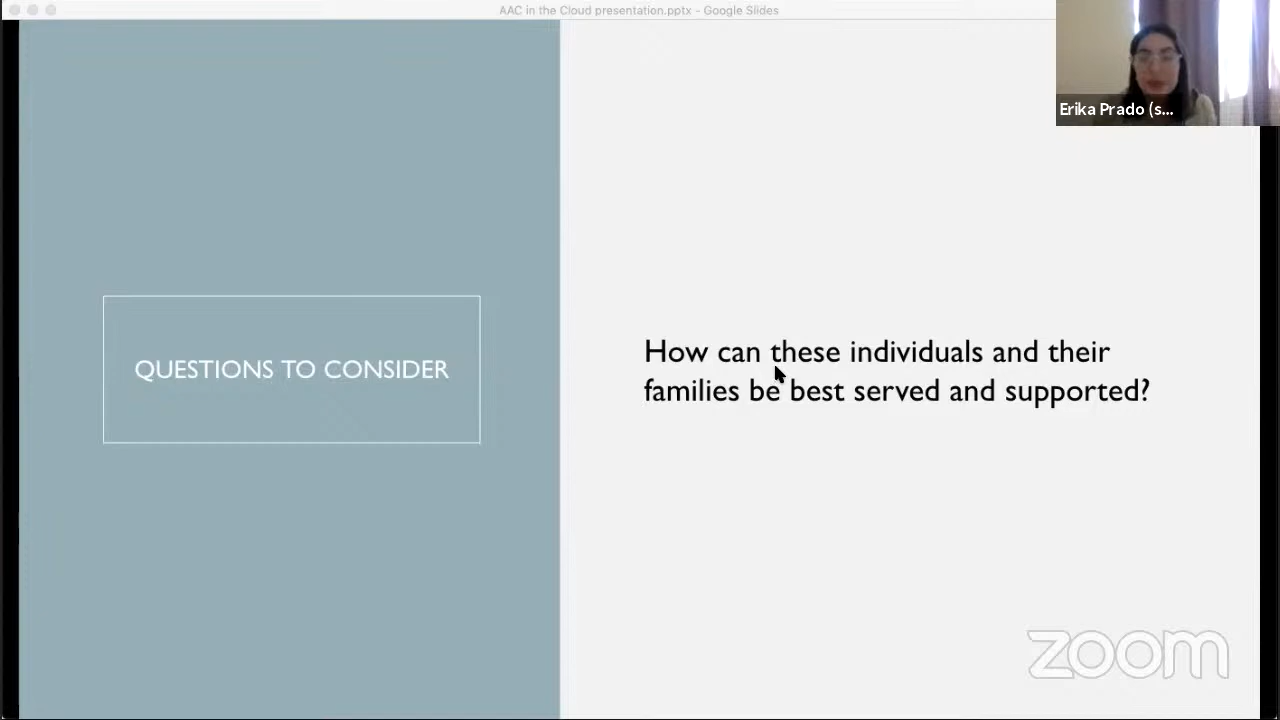 AAC in the Cloud presentation.pptx - Google Slides
Erika Prado (s...
QUESTIONS TO CONSIDER
How can these individuals and their
families be best served and supported?
zoom